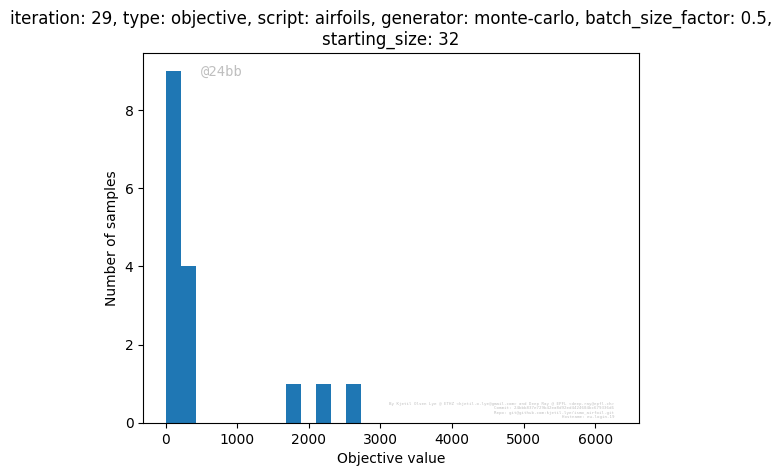 iteration: 29, type: objective, script: airfoils, generator: monte-carlo, batch_size_factor: 0.5,
starting_size: 32
@24bb
8
6
4
2
0
Number of samples
0 1000 2000 3000 4000 5000 6000
Objective value